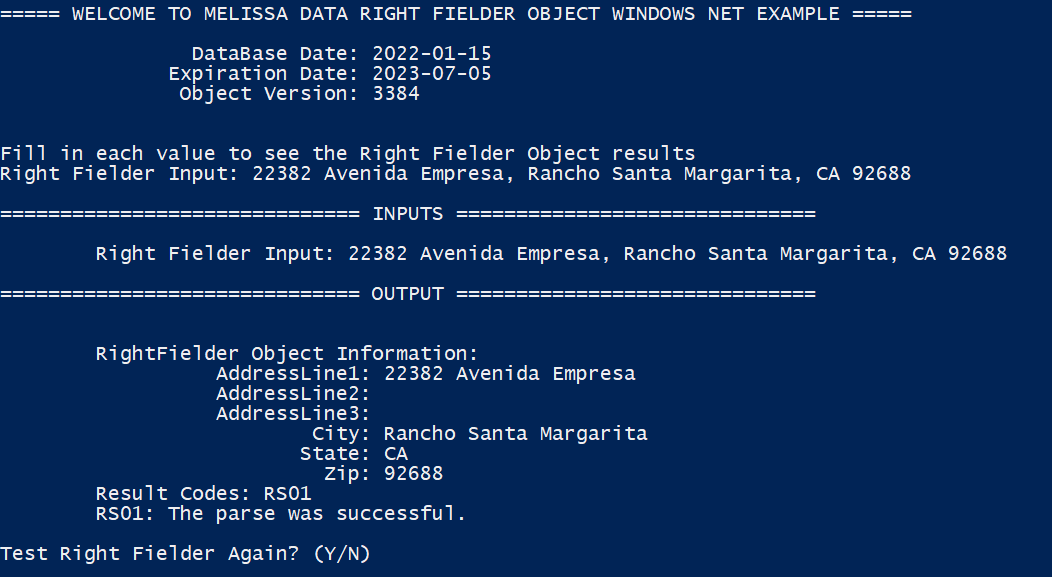 ===== WELCOME TO MELISSA DATA RIGHT FIELDER OBJECT WINDOWS NET EXAMPLE =====
DataBase Date: 2022-01-15
Expiration Date: 2023-07-05
Object Version: 3384
Fill in each value to see the Right Fielder Object results
Right Fielder Input: 22382 Avenida Empresa, Rancho Santa Margarita, CA 92688
============================== INPUTS ==============================
Right Fielder Input: 22382 Avenida Empresa, Rancho Santa Margarita, CA 92688
============================== OUTPUT ==============================
RightFielder Object Information:
AddressLine1: 22382 Avenida Empresa
AddressLine2:
AddressLine3:
City: Rancho Santa Margarita
State: CA
Zip: 92688
Result Codes: RS01
RS01: The parse was successful.
Test Right Fielder Again? (Y/N)